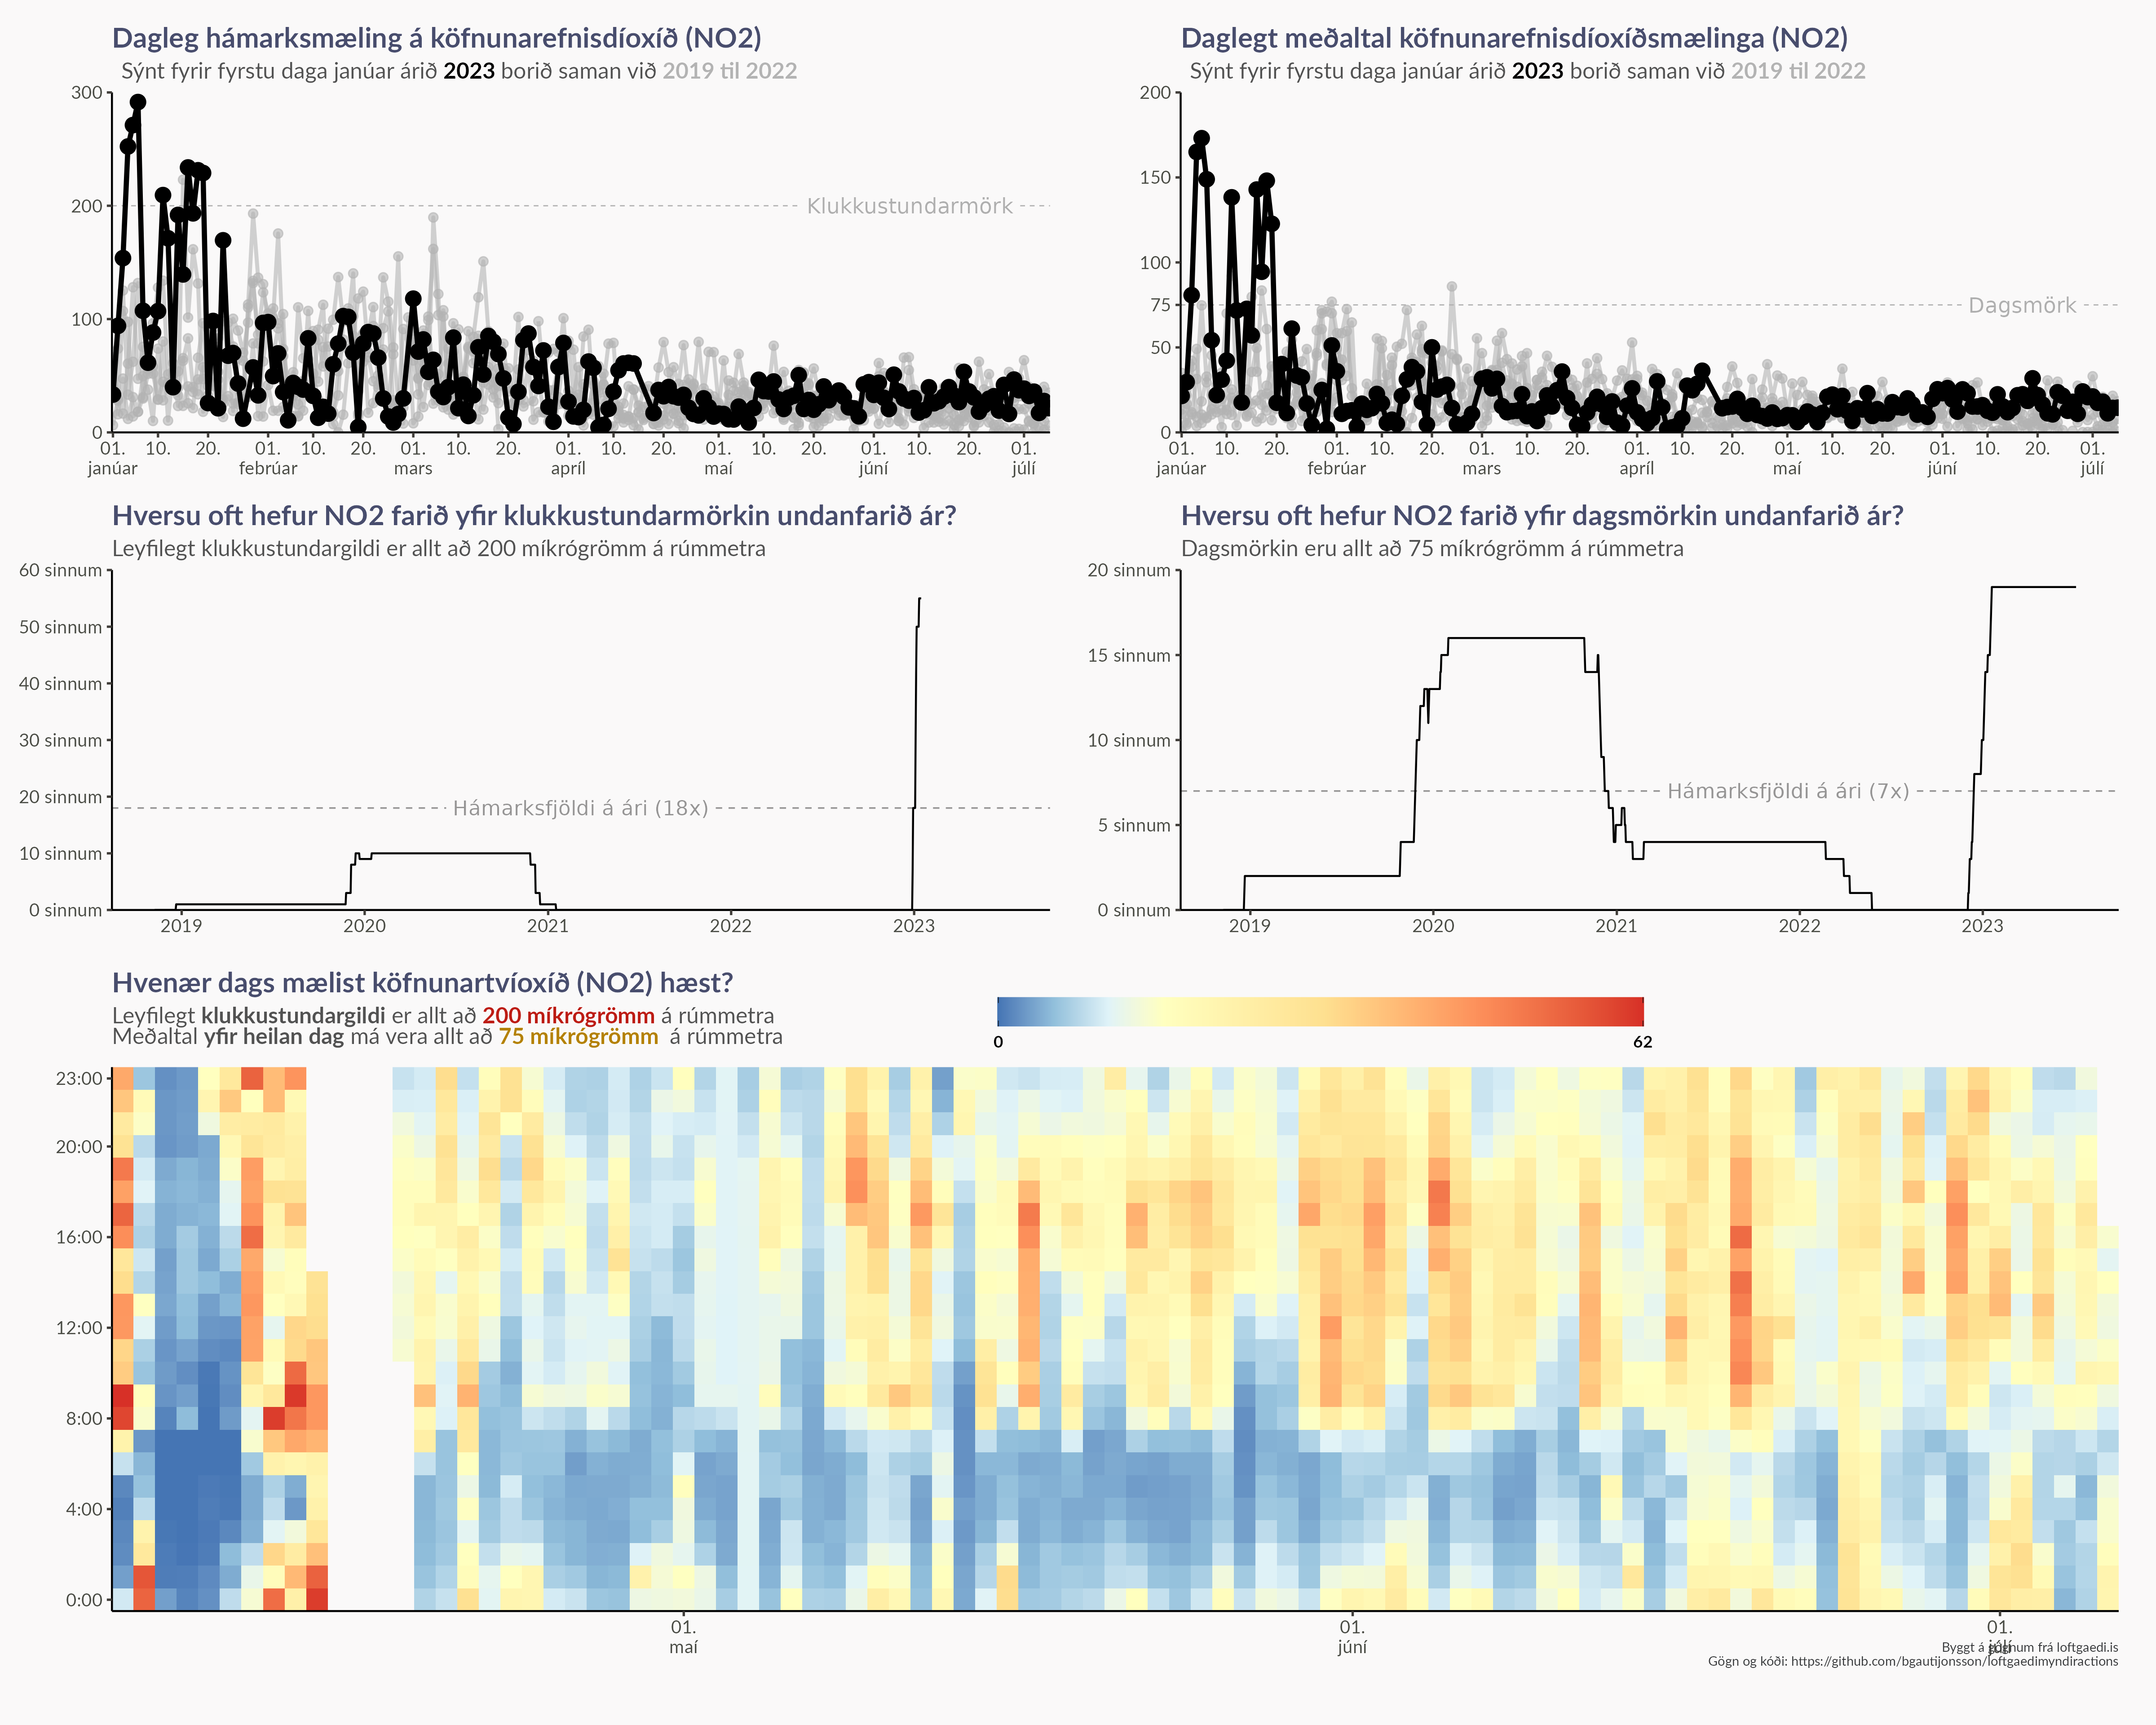 Dagleg hámarksmæling á köfnunarefnisdíoxíð (NO2)
Sýnt fyrir fyrstu daga janúar árið 2023 borið saman við 2019 til 2022
300
200
100
0
Klukkustundarmörk
01. 10. 20. 01. 10. 20. 01. 10. 20. 01. 10. 20. 01. 10. 20. 01. 10. 20. 01.
janúar febrúar mars apríl maí júní júlí
Daglegt meðaltal köfnunarefnisdíoxíðsmælinga (NO2)
Sýnt fyrir fyrstu daga janúar árið 2023 borið saman við 2019 til 2022
200
150
100
75
50
0
Dagsmörk
01. 10. 20. 01. 10. 20. 01. 10. 20. 01. 10. 20. 01. 10. 20. 01. 10. 20. 01.
janúar febrúar mars apríl maí júní júlí
Hversu oft hefur NO2 farið yfir klukkustundarmörkin undanfarið ár?
Leyfilegt klukkustundargildi er allt að 200 míkrógrömm á rúmmetra
60 sinnum
50 sinnum
40 sinnum
30 sinnum
20 sinnum
10 sinnum
0 sinnum
Hámarksfjöldi á ári (18x)
2019 2020 2021 2022 2023
Hversu oft hefur NO2 farið yfir dagsmörkin undanfarið ár?
Dagsmörkin eru allt að 75 míkrógrömm á rúmmetra
20 sinnum
15 sinnum
10 sinnum
5 sinnum
0 sinnum
Hámarksfjöldi á ári (7x)
2019 2020 2021 2022 2023
Hvenær dags mælist köfnunartvíoxíð (NO2) hæst?
Leyfilegt klukkustundargildi er allt að 200 míkrógrömm á rúmmetra
Meðaltal yfir heilan dag má vera allt að 75 míkrógrömm á rúmmetra
0 62
23:00
20:00
16:00
12:00
8:00
4:00
0:00
01. 01. 01.
maí júní júlí
Byggt á gögnum frá loftgaedi.is
Gögn og kóði: https://github.com/bgautijonsson/loftgaedimyndiractions